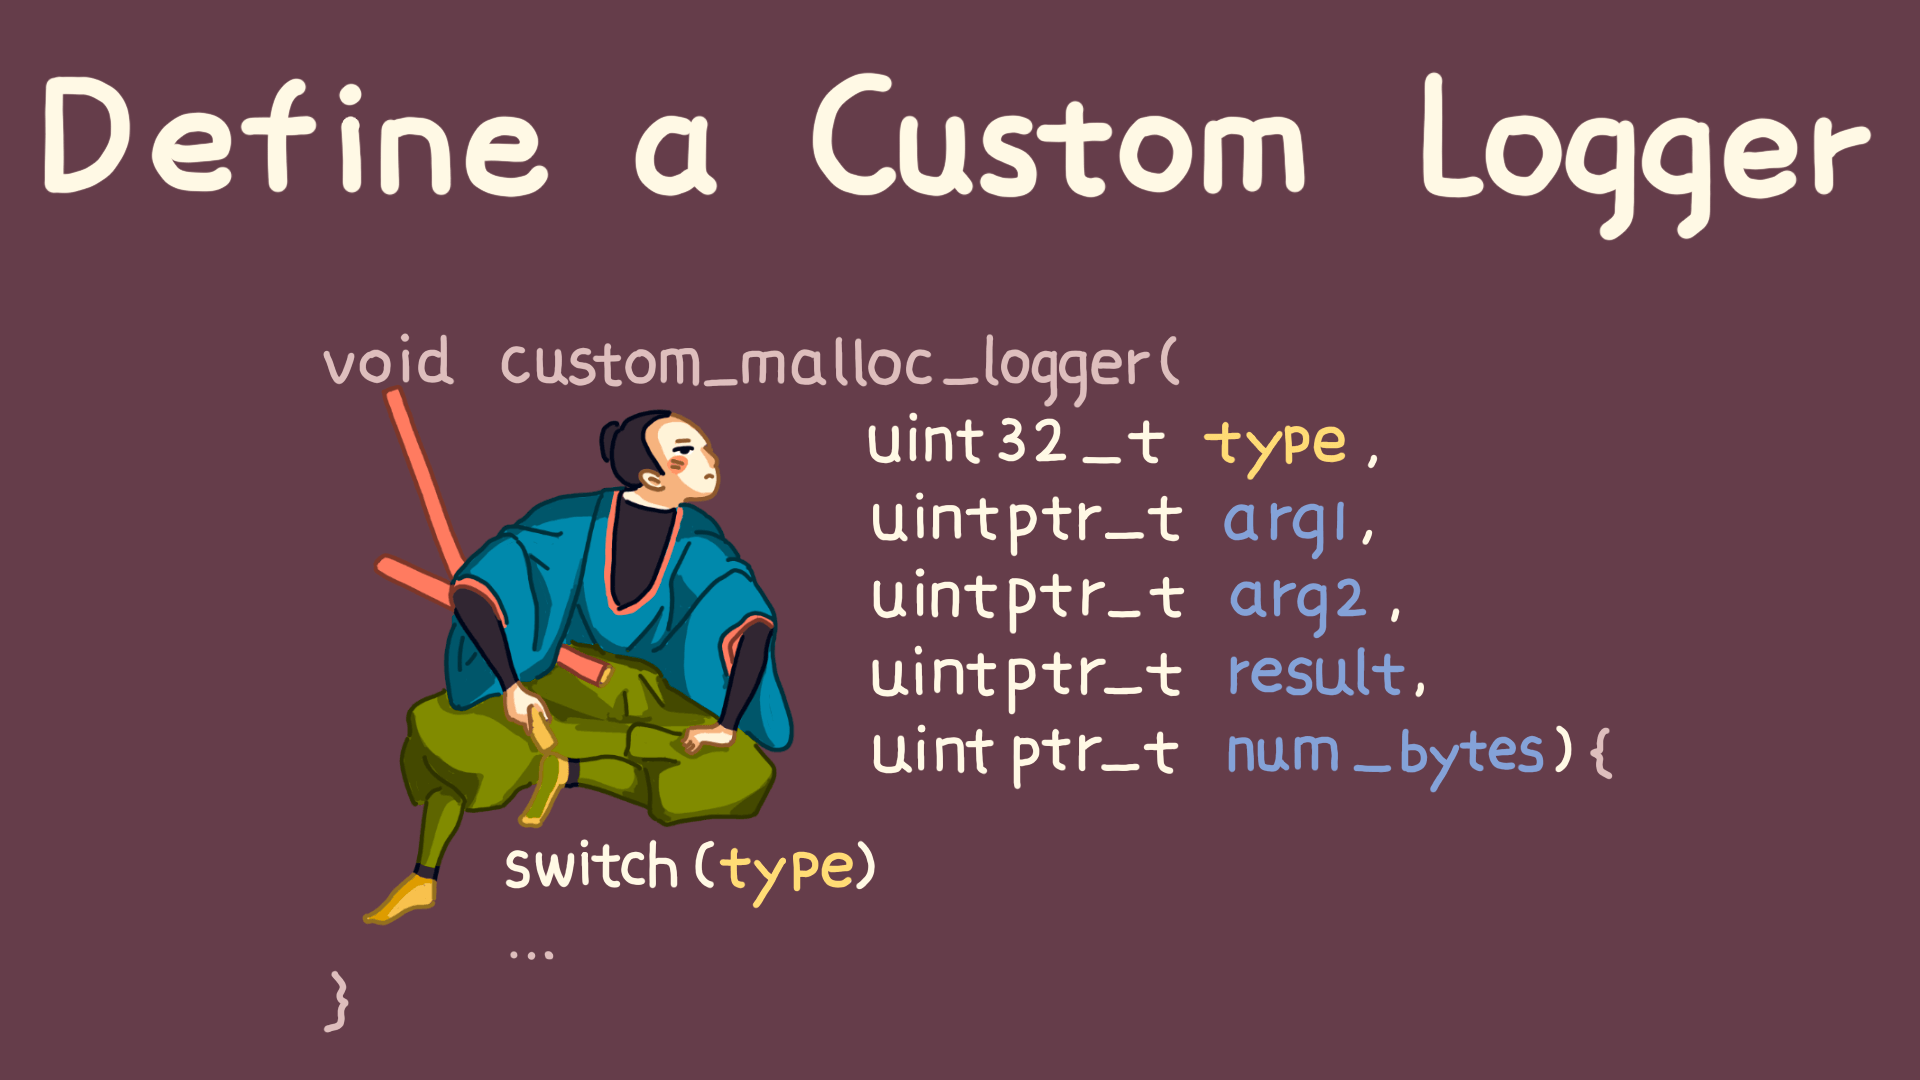 Define a Custom Logger
void custom_malloc_logger(
uint32_t type,
uintptr_t arg1,
uintptr_t arg2,
uintptr_t result,
uintptr_t num_bytes){
switch(type)
...
}